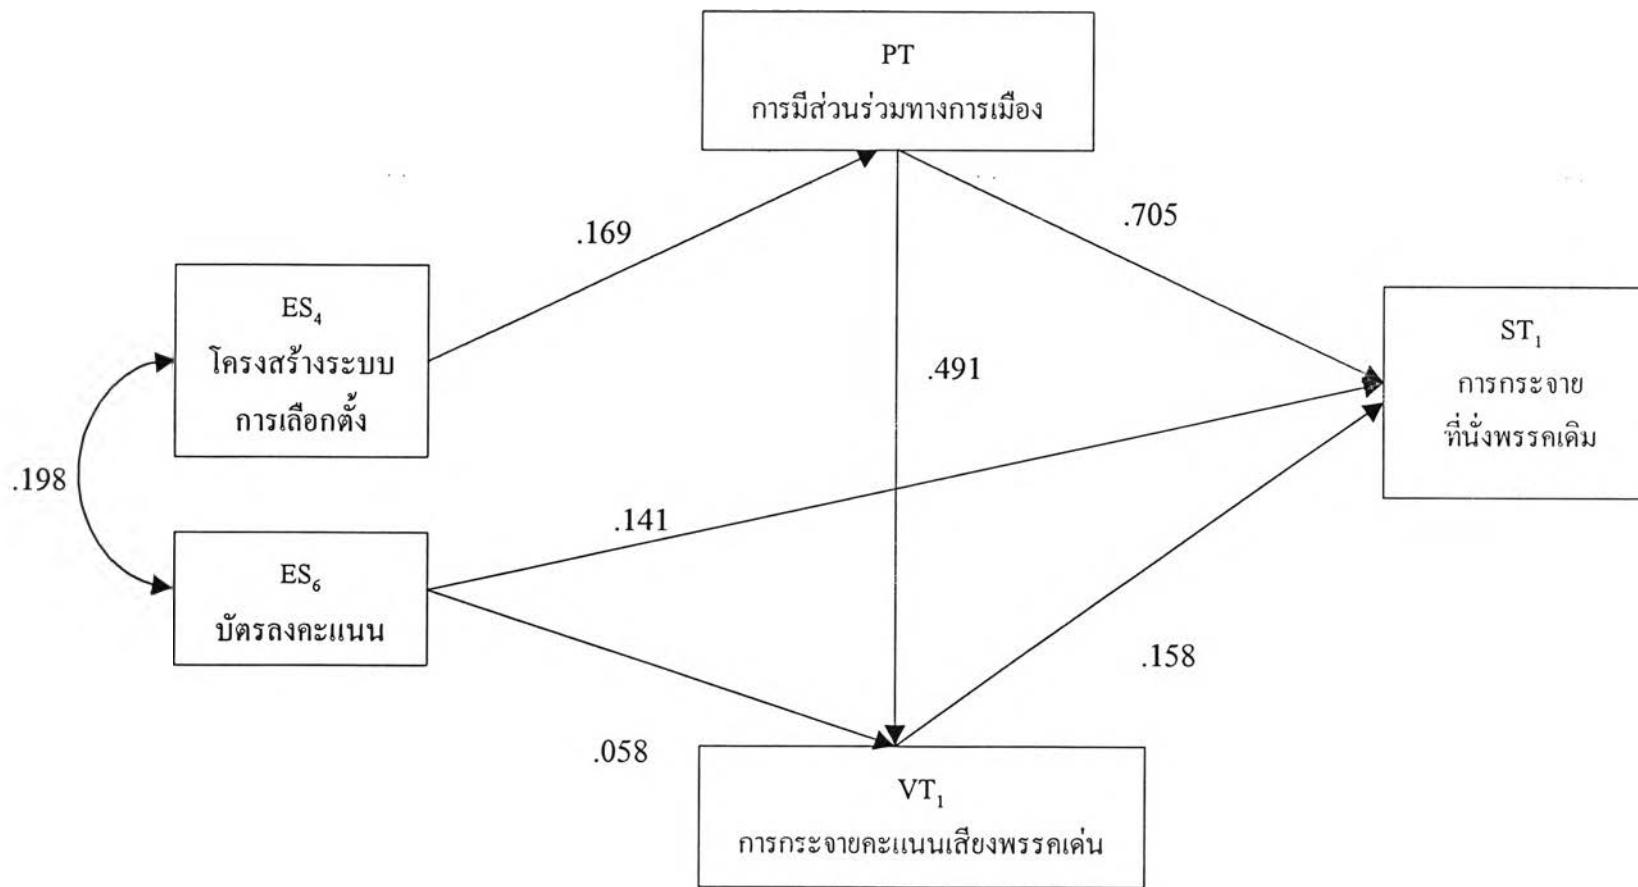 PT
การมีส่วนร่วมทางการเมือง
.169
.705
ES₄
โครงสร้างระบบ
การเลือกตั้ง
ST₁
การกระจาย
ที่นั่งพรรคเดิม
.491
.198
.141
ES₆
บัตรลงคะแนน
.158
.058
VT₁
การกระจายคะแนนเสียงพรรคเด่น